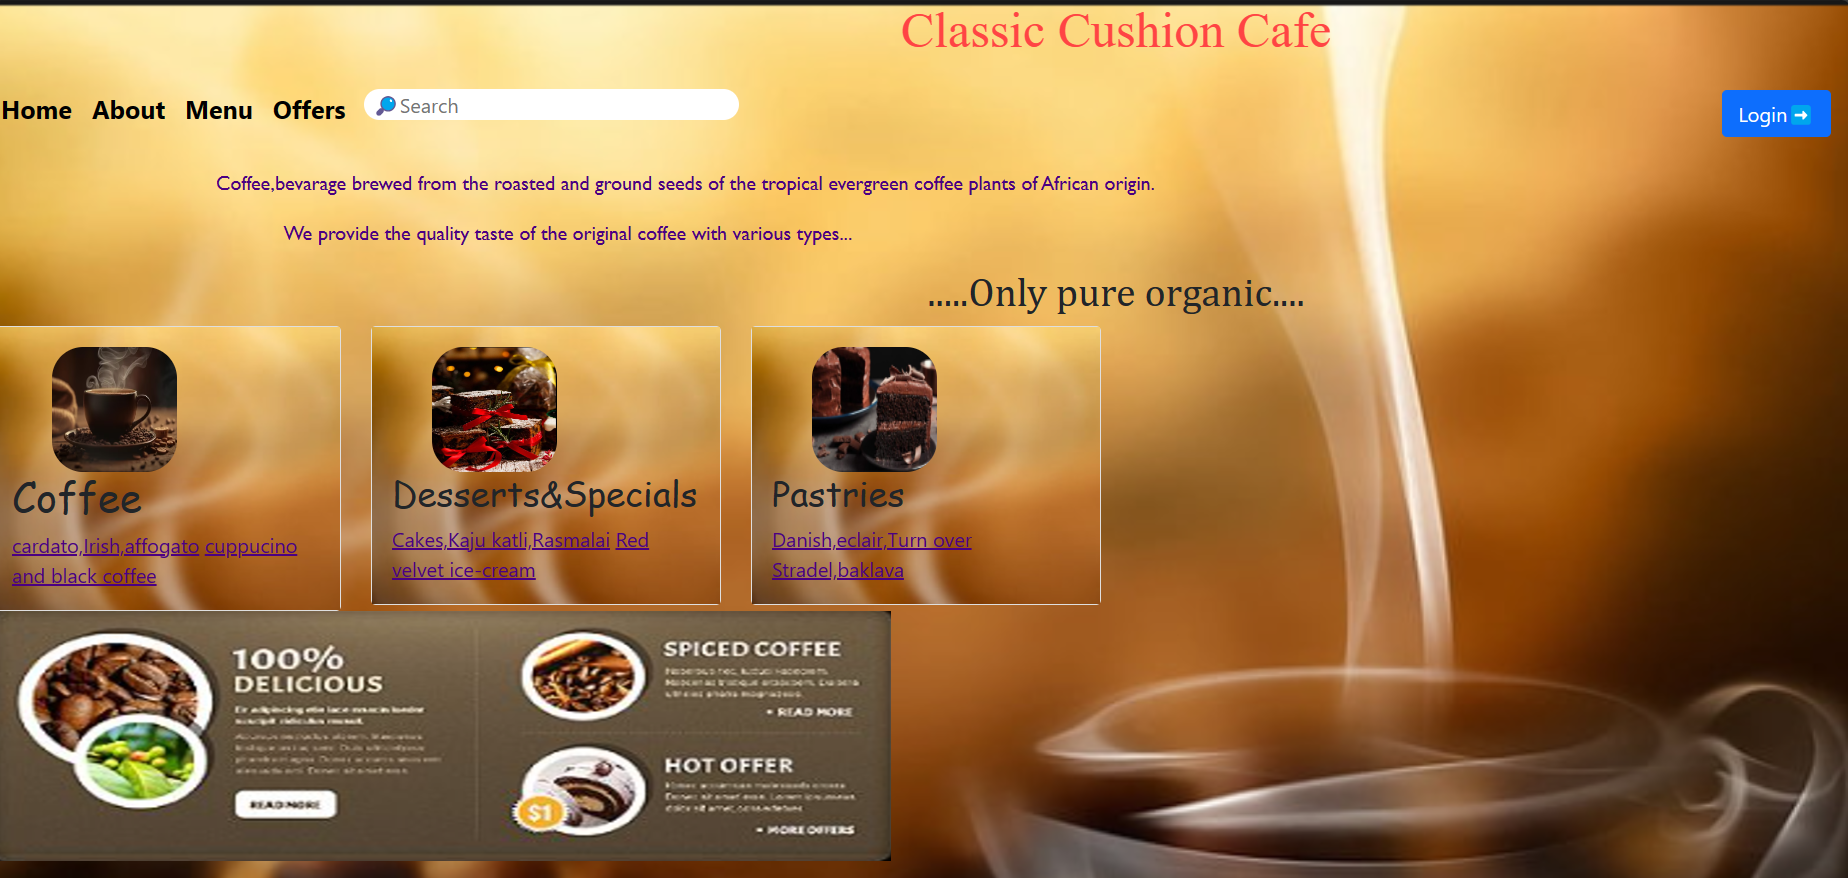 Classic Cushion Cafe
Home About Menu Offers Search
Login
Coffee,bevarage brewed from the roasted and ground seeds of the tropical evergreen coffee plants of African origin.
We provide the quality taste of the original coffee with various types...
.....Only pure organic....
Coffee
cardato,Irish,affogato cuppucino
and black coffee
Desserts&Specials
Cakes,Kaju katli,Rasmalai Red
velvet ice-cream
Pastries
Danish,eclair,Turn over
Stradel,baklava
100%
DELICIOUS
READ MORE
SPICED COFFEE
• READ MORE
HOT OFFER
$1
• MORE OFFERS